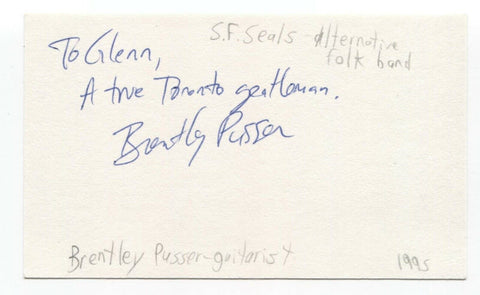 S.F. Seals - alternative
folk band
To Glenn,
A true Toronto gentleman.
Brentley Pusser
Brentley Pusser-guitarist
1995